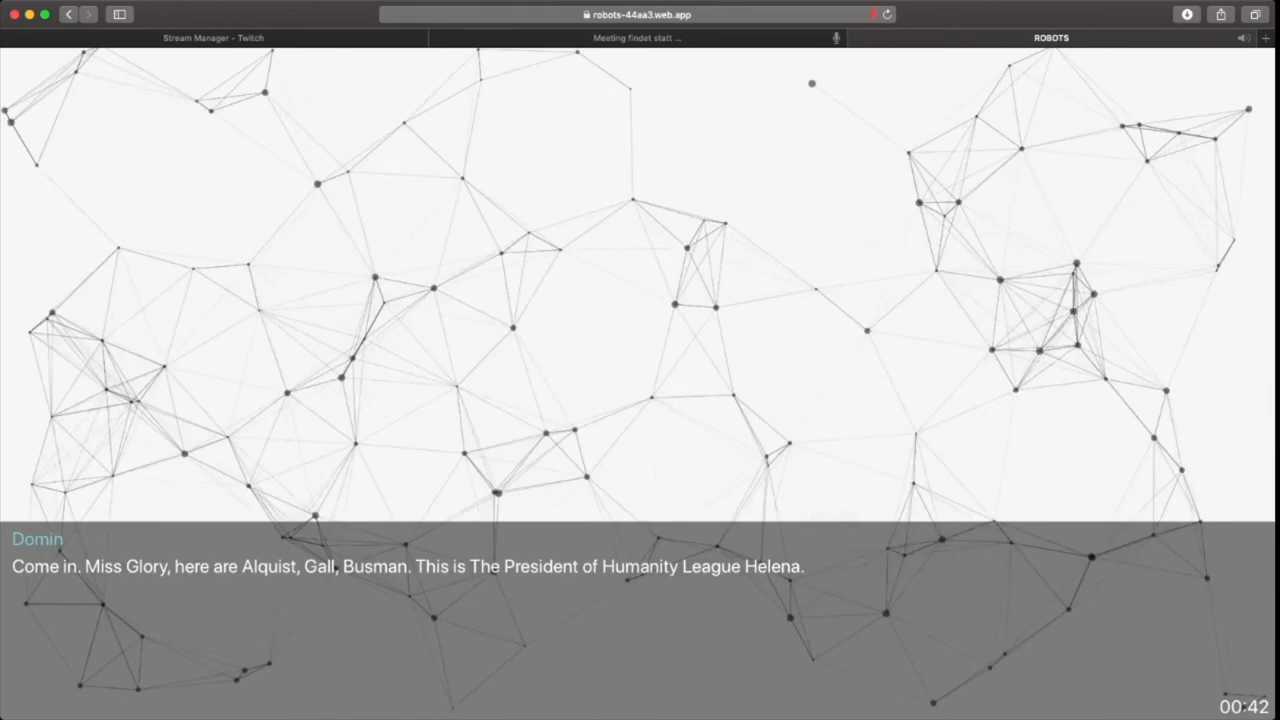 robots-44aa3.web.app
Stream Manager - Twitch
Meeting findet statt ...
ROBOTS
Domin
Come in. Miss Glory, here are Alquist, Gall, Busman. This is The President of Humanity League Helena.
00:42